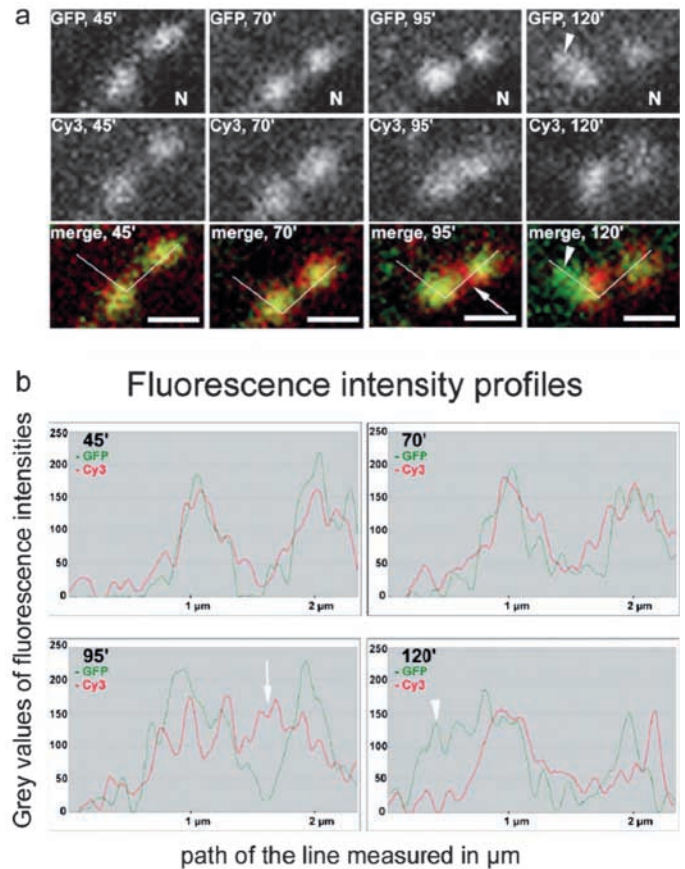 a
GFP, 45' GFP, 70' GFP, 95' GFP, 120'
N N N N
Cy3, 45' Cy3, 70' Cy3, 95' Cy3, 120'
merge, 45' merge, 70' merge, 95' merge, 120'
b Fluorescence intensity profiles
Grey values of fluorescence intensities
45'
GFP
Cy3
250
200
150
100
50
0
1 µm 2 µm
70'
GFP
Cy3
250
200
150
100
50
0
1 µm 2 µm
95'
GFP
Cy3
250
200
150
100
50
0
1 µm 2 µm
120'
GFP
Cy3
250
200
150
100
50
0
1 µm 2 µm
path of the line measured in µm